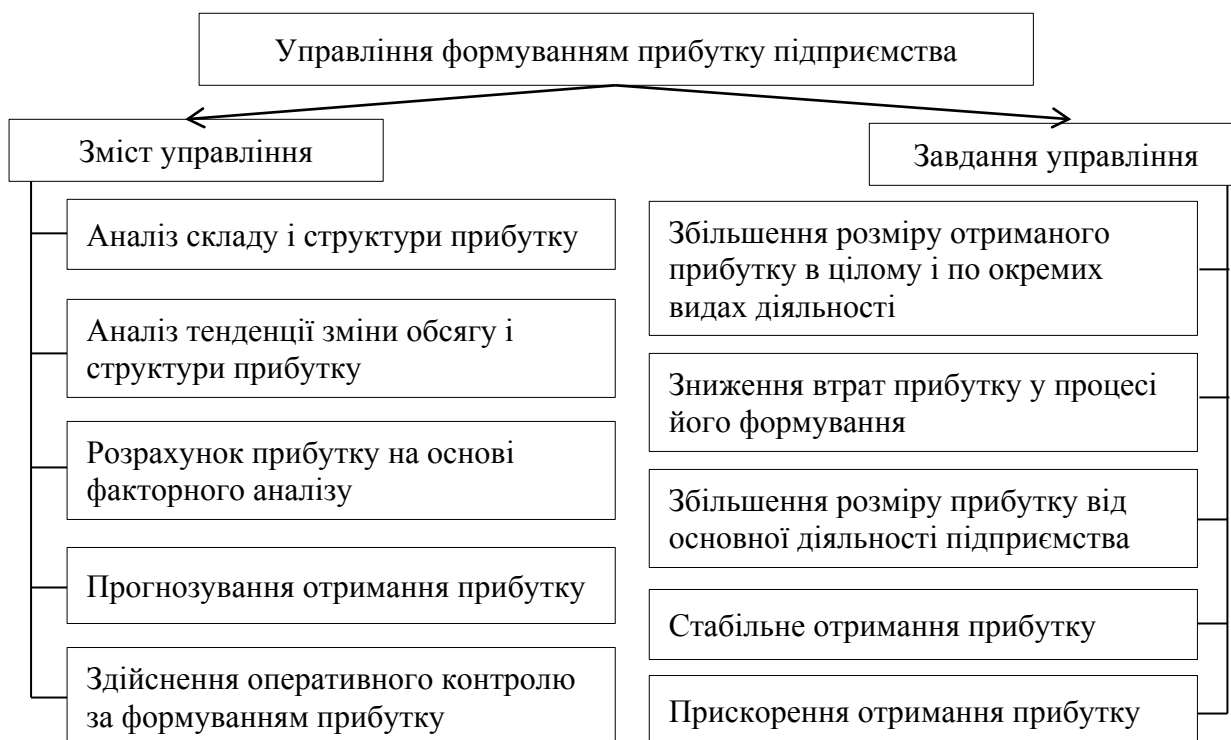 Управління формуванням прибутку підприємства
Зміст управління
Аналіз складу і структури прибутку
Аналіз тенденції зміни обсягу і
структури прибутку
Розрахунок прибутку на основі
факторного аналізу
Прогнозування отримання прибутку
Здійснення оперативного контролю
за формуванням прибутку
Завдання управління
Збільшення розміру отриманого
прибутку в цілому і по окремих
видах діяльності
Зниження втрат прибутку у процесі
його формування
Збільшення розміру прибутку від
основної діяльності підприємства
Стабільне отримання прибутку
Прискорення отримання прибутку